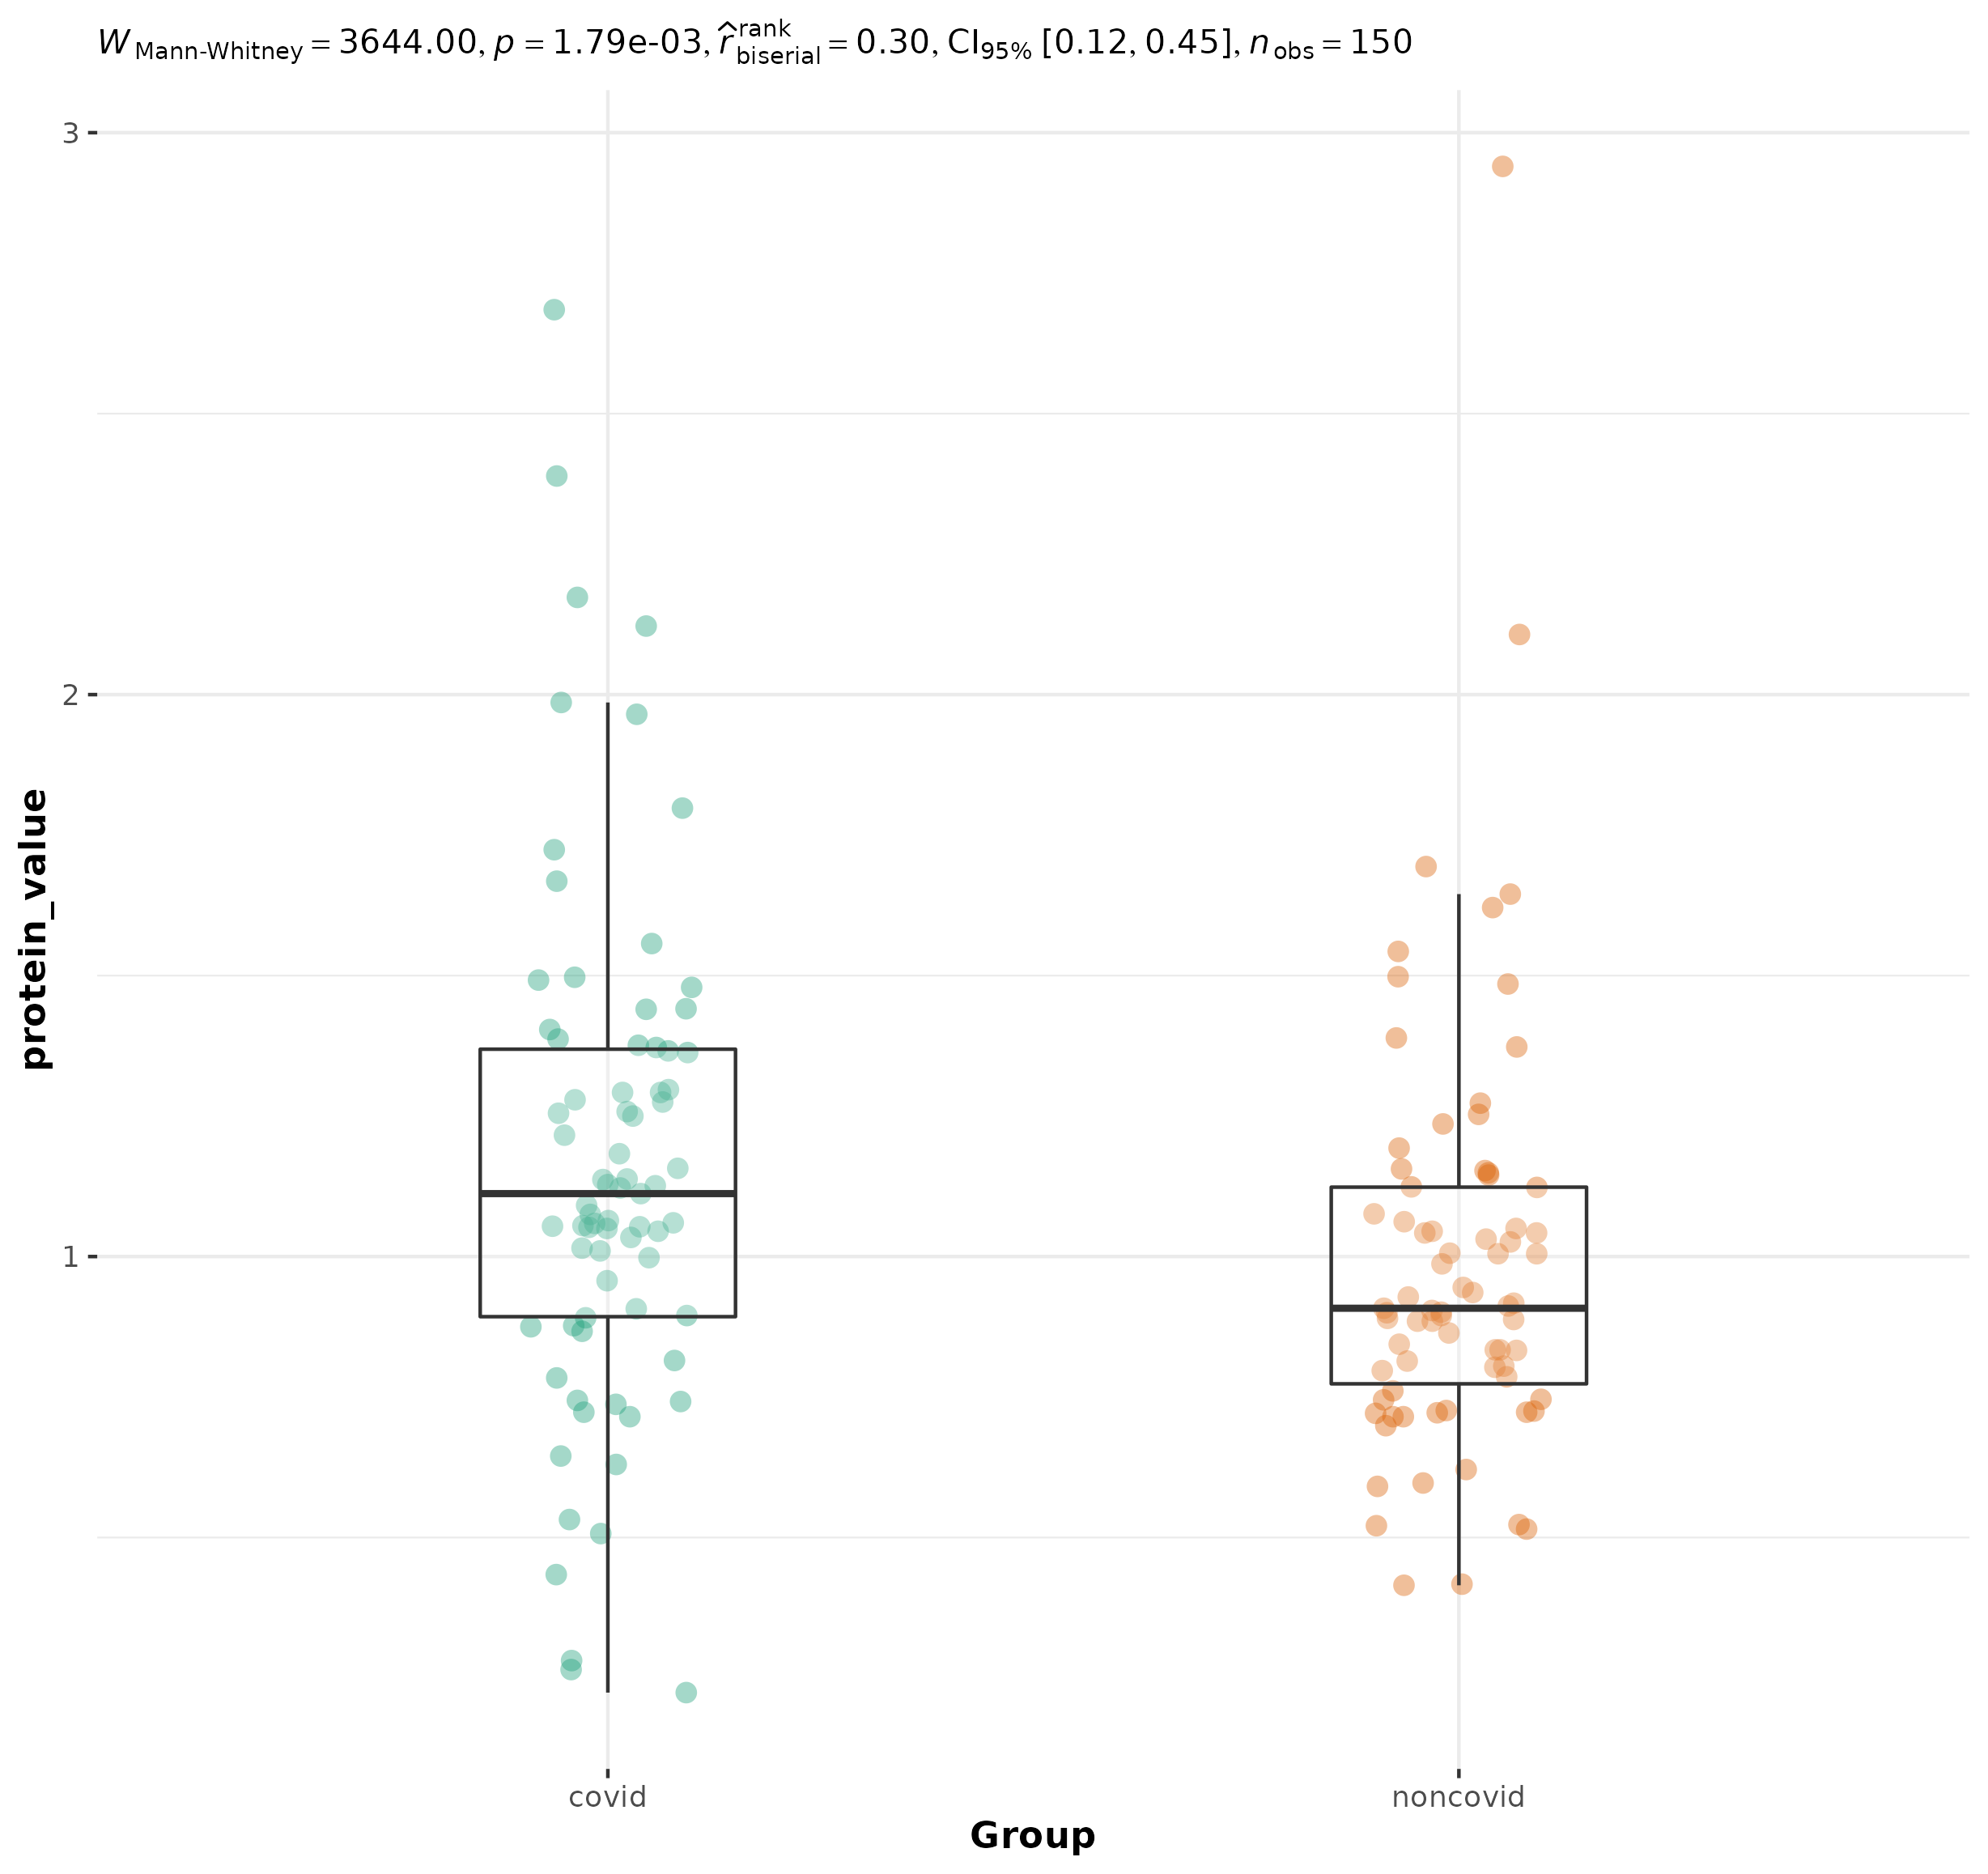 W Mann-Whitney = 3644.00, p = 1.79e-03, r̂ rank biserial = 0.30, CI95% [0.12, 0.45], nobs = 150
3
2
1
protein_value
covid noncovid
Group